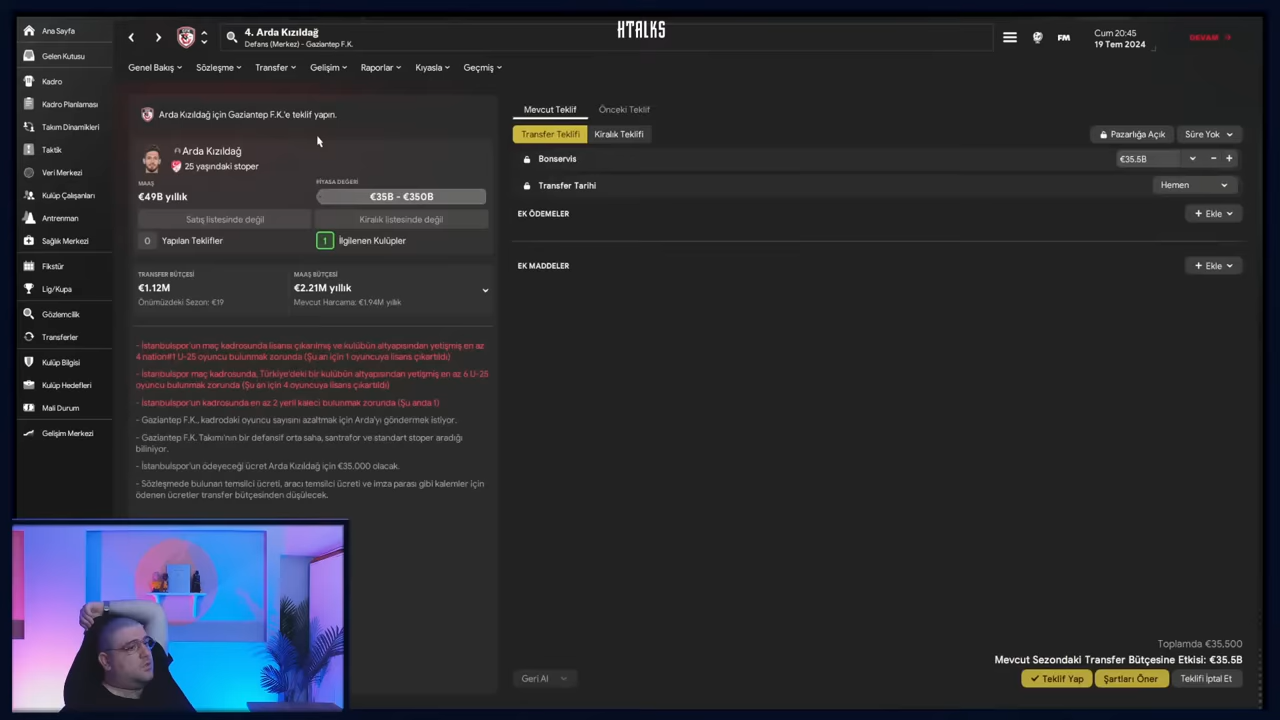 HTALKS
Ana Sayfa
Gelen Kutusu
Kadro
Kadro Planlaması
Takım Dinamikleri
Taktik
Veri Merkezi
Kulüp Çalışanları
Antrenman
Sağlık Merkezi
Fikstür
Lig/Kupa
Gözlemcilik
Transferler
Kulüp Bilgisi
Kulüp Hedefleri
Mali Durum
Gelişim Merkezi
4. Arda Kızıldağ
Defans (Merkez) - Gaziantep F.K.
FM
Cum 20:45
19 Tem 2024
DEVAM
Genel Bakış
Sözleşme
Transfer
Gelişim
Raporlar
Kıyasla
Geçmiş
Arda Kızıldağ için Gaziantep F.K.'e teklif yapın.
Arda Kızıldağ
25 yaşındaki stoper
MAAŞ
€49B yıllık
PİYASA DEĞERİ
€35B - €350B
Satış listesinde değil
Kiralık listesinde değil
0 Yapılan Teklifler
1 İlgilenen Kulüpler
TRANSFER BÜTÇESİ
€1.12M
Önümüzdeki Sezon: €19
MAAŞ BÜTÇESİ
€2.21M yıllık
Mevcut Harcama: €1.94M yıllık
- İstanbulspor'un maç kadrosunda lisansı çıkarılmış ve kulübün altyapısından yetişmiş en az
4 nation#1 U-25 oyuncu bulunmak zorunda (Şu an için 1 oyuncuya lisans çıkartıldı)
- İstanbulspor maç kadrosunda, Türkiye'deki bir kulübün altyapısından yetişmiş en az 6 U-25
oyuncu bulunmak zorunda (Şu an için 4 oyuncuya lisans çıkartıldı)
- İstanbulspor'un kadrosunda en az 2 yerli kaleci bulunmak zorunda (Şu anda 1)
- Gaziantep F.K., kadrodaki oyuncu sayısını azaltmak için Arda'yı göndermek istiyor.
- Gaziantep F.K. Takımı'nın bir defansif orta saha, santrafor ve standart stoper aradığı
biliniyor.
- İstanbulspor'un ödeyeceği ücret Arda Kızıldağ için €35.000 olacak.
- Sözleşmede bulunan temsilci ücreti, aracı temsilci ücreti ve imza parası gibi kalemler için
ödenen ücretler transfer bütçesinden düşülecek.
Mevcut Teklif
Önceki Teklif
Transfer Teklifi
Kiralık Teklifi
Pazarlığa Açık
Süre Yok
Bonservis
€35.5B
Transfer Tarihi
Hemen
EK ÖDEMELER
+ Ekle
EK MADDELER
+ Ekle
Toplamda €35,500
Mevcut Sezondaki Transfer Bütçesine Etkisi: €35.5B
Geri Al
Teklif Yap
Şartları Öner
Teklifi İptal Et